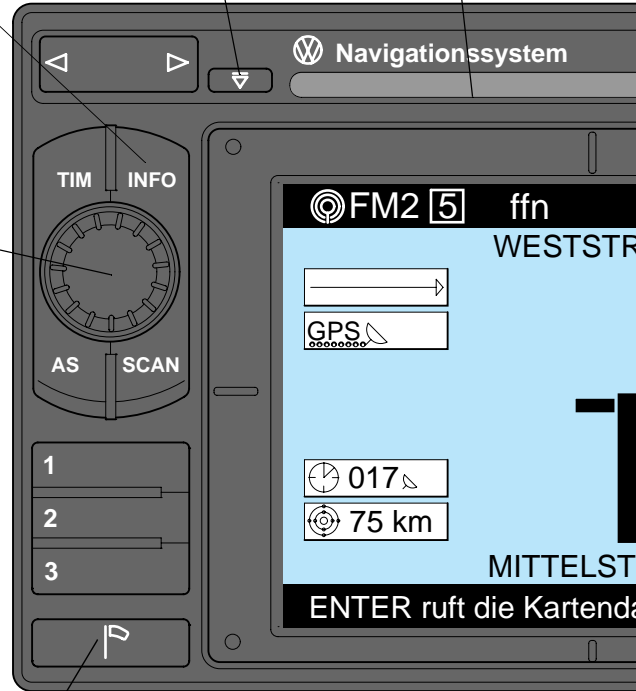 Navigationssystem
TIM INFO
AS SCAN
1
2
3
FM2 5 ffn
WESTSTR
GPS
017
75 km
MITTELST
ENTER ruft die Kartenda